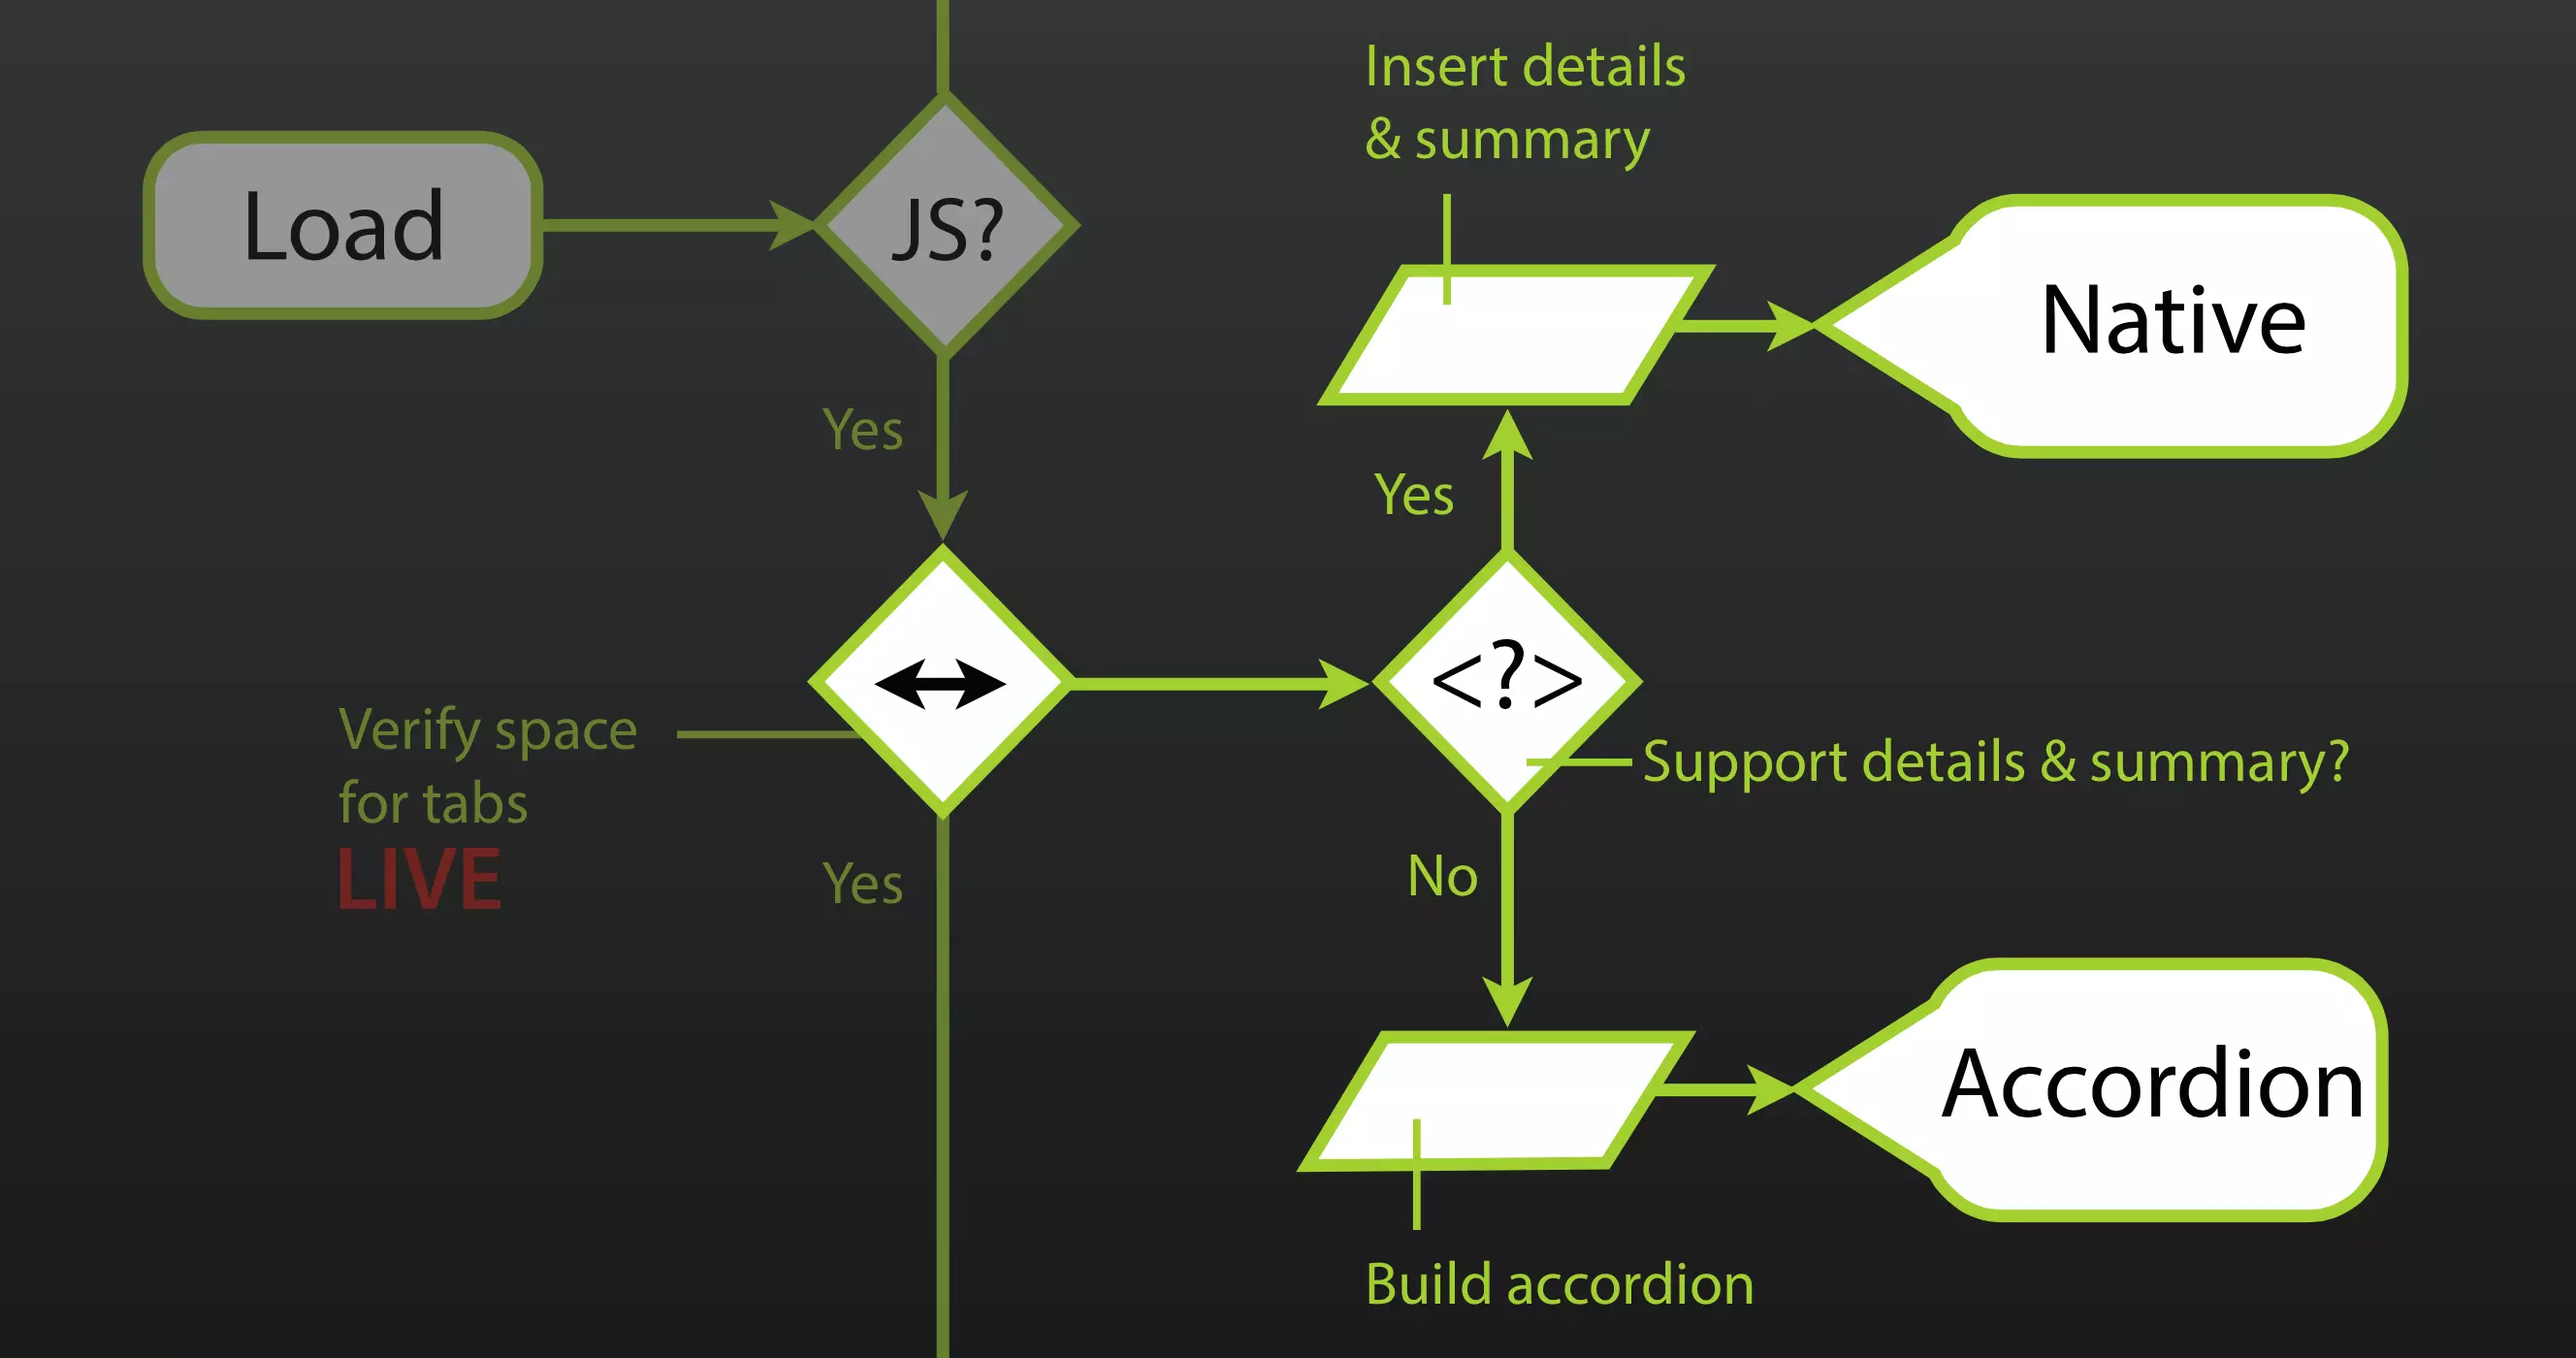 Insert details
& summary
Load
JS?
Native
Yes
Yes
<?>
Verify space
for tabs
LIVE
Support details & summary?
Yes
No
Accordion
Build accordion